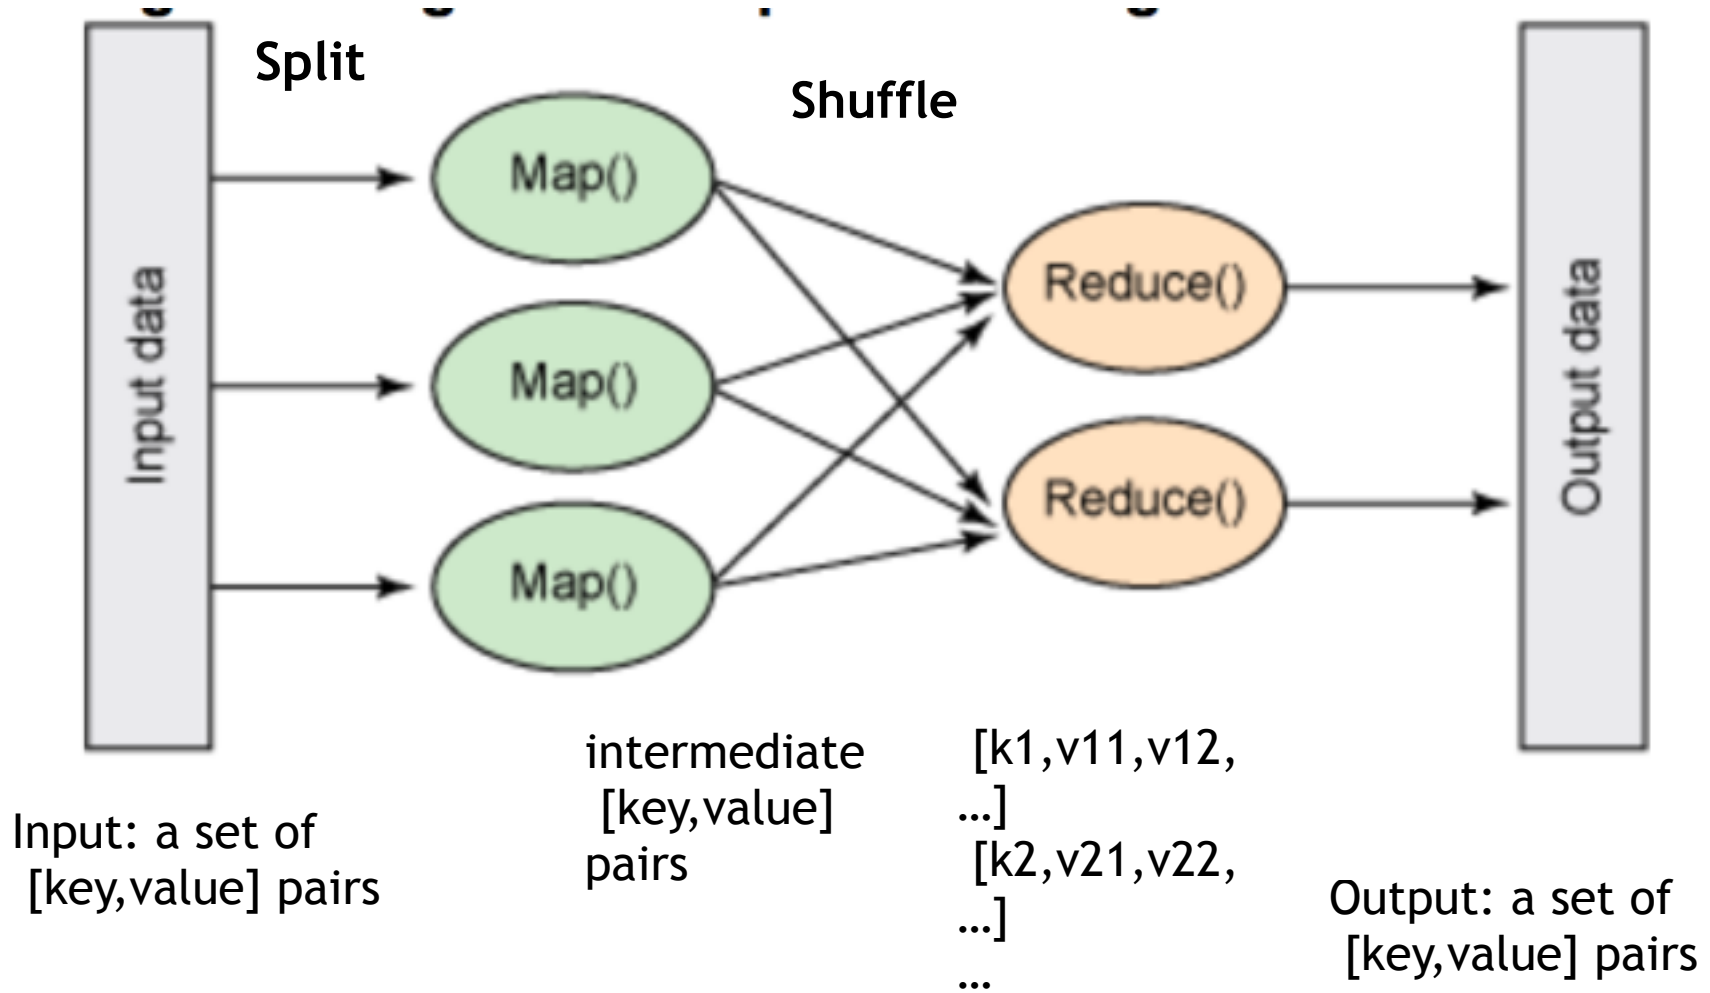 Split
Shuffle
Input data
Map()
Map()
Map()
Reduce()
Reduce()
Output data
Input: a set of
[key,value] pairs
intermediate
[key,value]
pairs
[k1,v11,v12,
…]
[k2,v21,v22,
…]
…
Output: a set of
[key,value] pairs